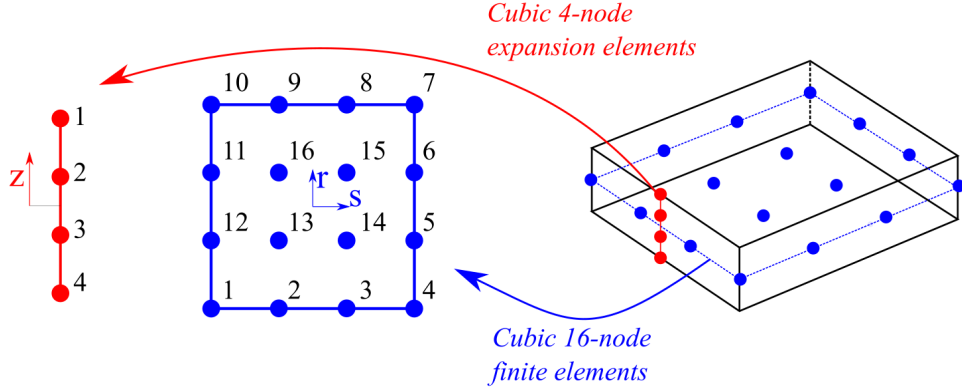 Cubic 4-node
expansion elements
10 9 8 7
1
11 16 15 6
2
z
r
s
3
12 13 14 5
4
1 2 3 4
Cubic 16-node
finite elements